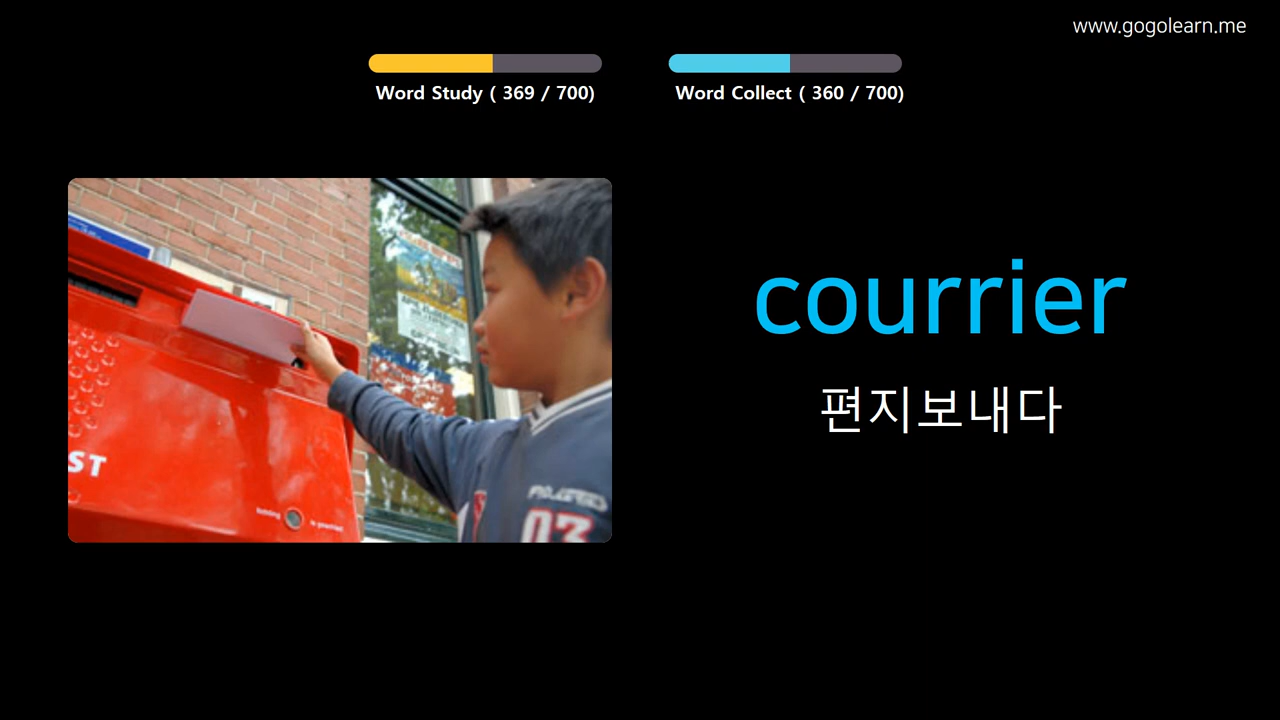 www.gogolearn.me
Word Study ( 369 / 700)
Word Collect ( 360 / 700)
courrier
편지보내다
ST
03